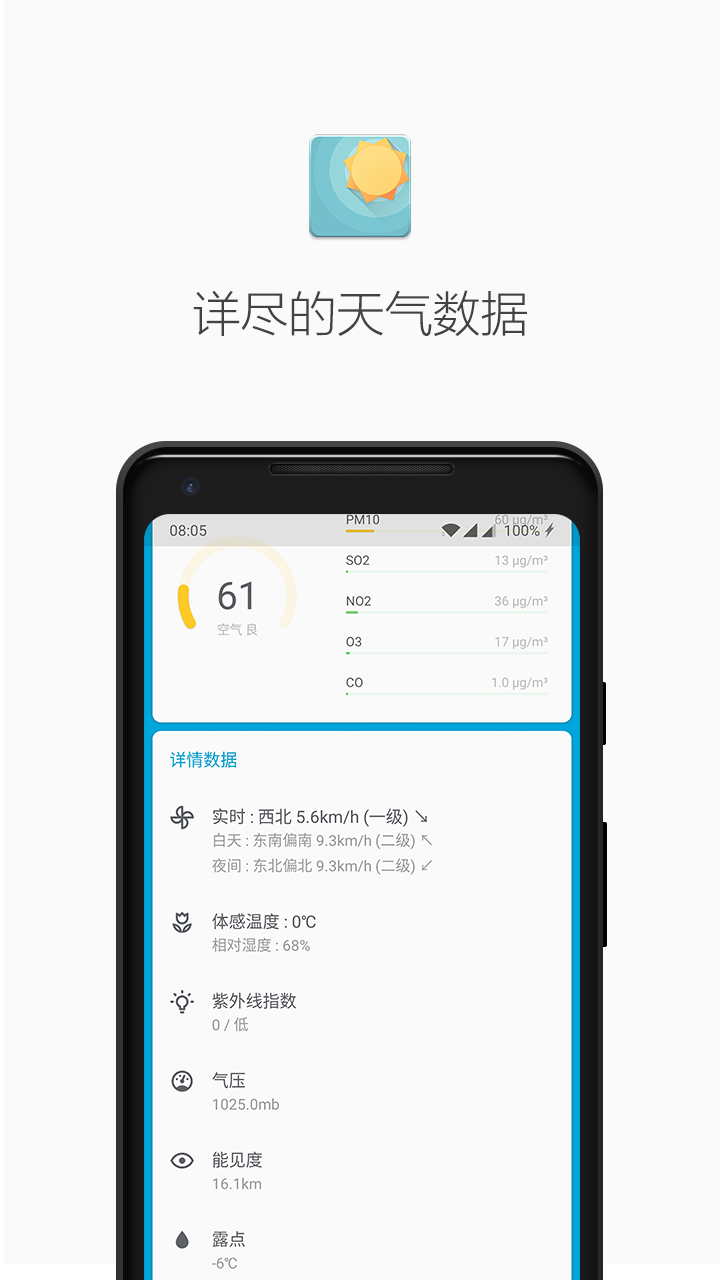 详尽的天气数据
08:05
100%
PM10 60 µg/m³
SO2 13 µg/m³
61
NO2 36 µg/m³
空气 良
O3 17 µg/m³
CO 1.0 µg/m³
详情数据
实时 : 西北 5.6km/h (一级) ↘
白天 : 东南偏南 9.3km/h (二级) ↖
夜间 : 东北偏北 9.3km/h (二级) ↙
体感温度 : 0℃
相对湿度 : 68%
紫外线指数
0 / 低
气压
1025.0mb
能见度
16.1km
露点
-6℃